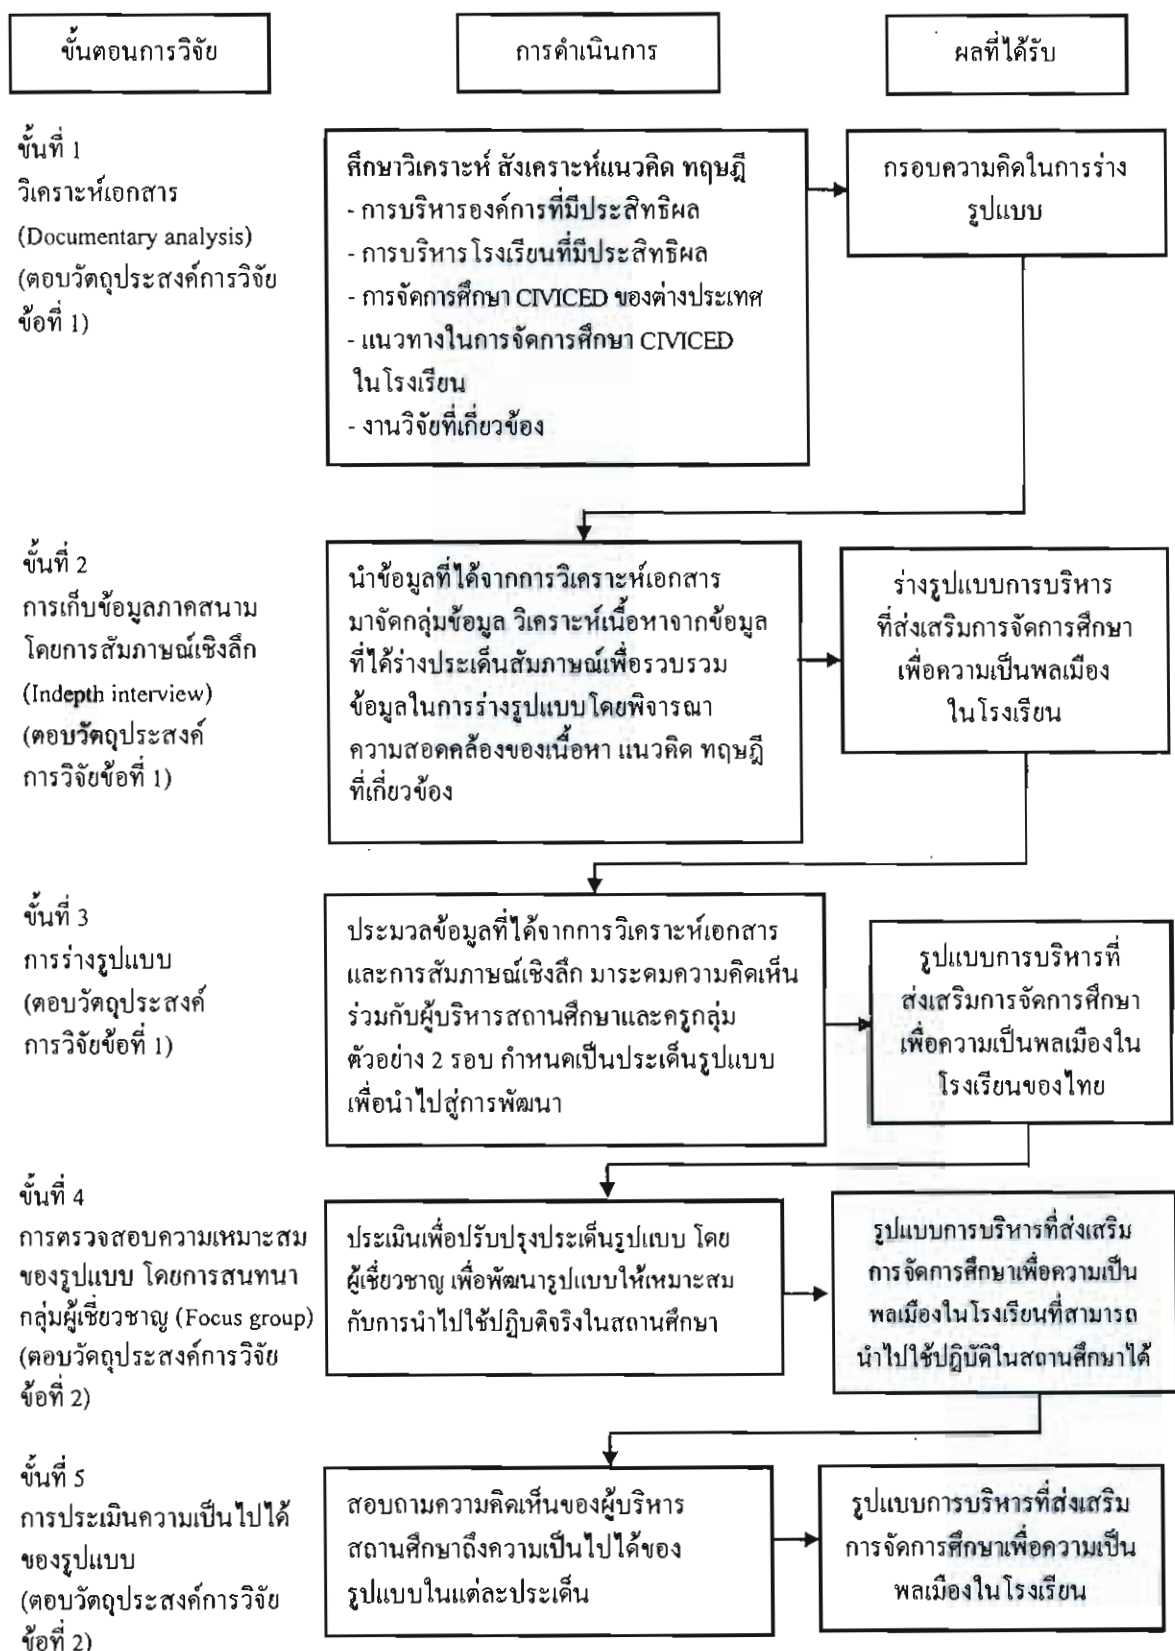 ขั้นตอนการวิจัย
การดำเนินการ
ผลที่ได้รับ
ขั้นที่ 1
วิเคราะห์เอกสาร
(Documentary analysis)
(ตอบวัตถุประสงค์การวิจัย
ข้อที่ 1)
ศึกษาวิเคราะห์ สังเคราะห์แนวคิด ทฤษฎี
- การบริหารองค์การที่มีประสิทธิผล
- การบริหารโรงเรียนที่มีประสิทธิผล
- การจัดการศึกษา CIVICED ของต่างประเทศ
- แนวทางในการจัดการศึกษา CIVICED
ในโรงเรียน
- งานวิจัยที่เกี่ยวข้อง
กรอบความคิดในการร่าง
รูปแบบ
ขั้นที่ 2
การเก็บข้อมูลภาคสนาม
โดยการสัมภาษณ์เชิงลึก
(Indepth interview)
(ตอบวัตถุประสงค์
การวิจัยข้อที่ 1)
นำข้อมูลที่ได้จากการวิเคราะห์เอกสาร
มาจัดกลุ่มข้อมูล วิเคราะห์เนื้อหาจากข้อมูล
ที่ได้ร่างประเด็นสัมภาษณ์เพื่อรวบรวม
ข้อมูลในการร่างรูปแบบ โดยพิจารณา
ความสอดคล้องของเนื้อหา แนวคิด ทฤษฎี
ที่เกี่ยวข้อง
ร่างรูปแบบการบริหาร
ที่ส่งเสริมการจัดการศึกษา
เพื่อความเป็นพลเมือง
ในโรงเรียน
ขั้นที่ 3
การร่างรูปแบบ
(ตอบวัตถุประสงค์
การวิจัยข้อที่ 1)
ประมวลข้อมูลที่ได้จากการวิเคราะห์เอกสาร
และการสัมภาษณ์เชิงลึก มาระดมความคิดเห็น
ร่วมกับผู้บริหารสถานศึกษาและครูกลุ่ม
ตัวอย่าง 2 รอบ กำหนดเป็นประเด็นรูปแบบ
เพื่อนำไปสู่การพัฒนา
รูปแบบการบริหารที่
ส่งเสริมการจัดการศึกษา
เพื่อความเป็นพลเมืองใน
โรงเรียนของไทย
ขั้นที่ 4
การตรวจสอบความเหมาะสม
ของรูปแบบ โดยการสนทนา
กลุ่มผู้เชี่ยวชาญ (Focus group)
(ตอบวัตถุประสงค์การวิจัย
ข้อที่ 2)
ประเมินเพื่อปรับปรุงประเด็นรูปแบบ โดย
ผู้เชี่ยวชาญ เพื่อพัฒนารูปแบบให้เหมาะสม
กับการนำไปใช้ปฏิบัติจริงในสถานศึกษา
รูปแบบการบริหารที่ส่งเสริม
การจัดการศึกษาเพื่อความเป็น
พลเมืองในโรงเรียนที่สามารถ
นำไปใช้ปฏิบัติในสถานศึกษาได้
ขั้นที่ 5
การประเมินความเป็นไปได้
ของรูปแบบ
(ตอบวัตถุประสงค์การวิจัย
ข้อที่ 2)
สอบถามความคิดเห็นของผู้บริหาร
สถานศึกษาถึงความเป็นไปได้ของ
รูปแบบในแต่ละประเด็น
รูปแบบการบริหารที่ส่งเสริม
การจัดการศึกษาเพื่อความเป็น
พลเมืองในโรงเรียน